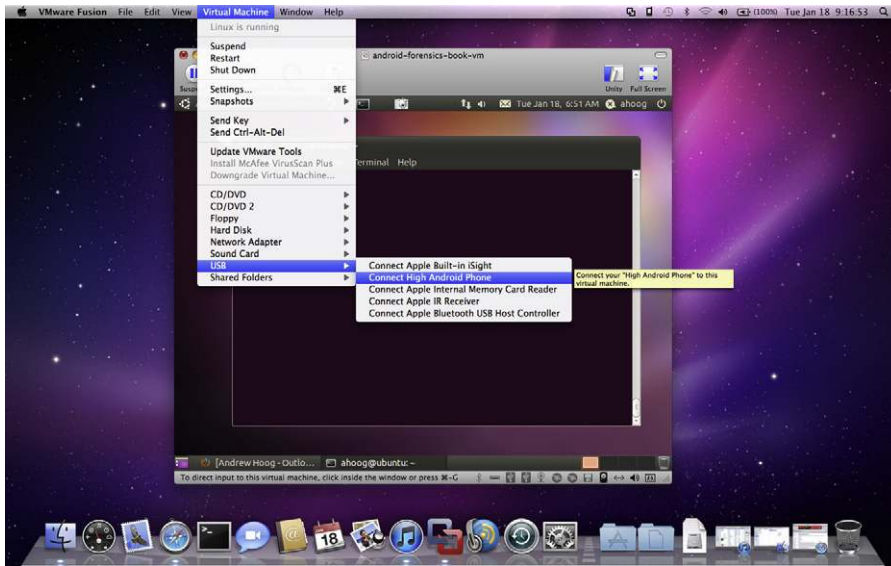 VMware Fusion File Edit View Virtual Machine Window Help (100%) Tue Jan 18 9:16:53
Linux is running
Suspend
Restart
Shut Down
Settings... ⌘E
Snapshots
Send Key
Send Ctrl-Alt-Del
Update VMware Tools
Install McAfee VirusScan Plus
Downgrade Virtual Machine...
CD/DVD
CD/DVD 2
Floppy
Hard Disk
Network Adapter
Sound Card
USB
Shared Folders
Connect Apple Built-in iSight
Connect High Android Phone
Connect Apple Internal Memory Card Reader
Connect Apple IR Receiver
Connect Apple Bluetooth USB Host Controller
Connect your "High Android Phone" to this
virtual machine.
android-forensics-book-vm
Unity Full Screen
Tue Jan 18, 6:51 AM ahoog
Terminal Help
[Andrew Hoog - Outlo... ahoog@ubuntu: ~
To direct input to this virtual machine, click inside the window or press ⌘-G
18